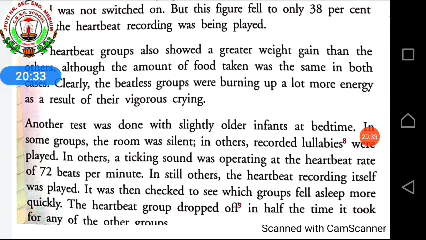 was not switched on. But this figure fell to only 38 per cent
the heartbeat recording was being played.
heartbeat groups also showed a greater weight gain than the
others, although the amount of food taken was the same in both
cases. Clearly, the beatless groups were burning up a lot more energy
as a result of their vigorous crying.
Another test was done with slightly older infants at bedtime. In
some groups, the room was silent; in others, recorded lullabies⁸ were
played. In others, a ticking sound was operating at the heartbeat rate
of 72 beats per minute. In still others, the heartbeat recording itself
was played. It was then checked to see which groups fell asleep more
quickly. The heartbeat group dropped off⁹ in half the time it took
for any of the other groups
20:33
20:33
Scanned with CamScanner